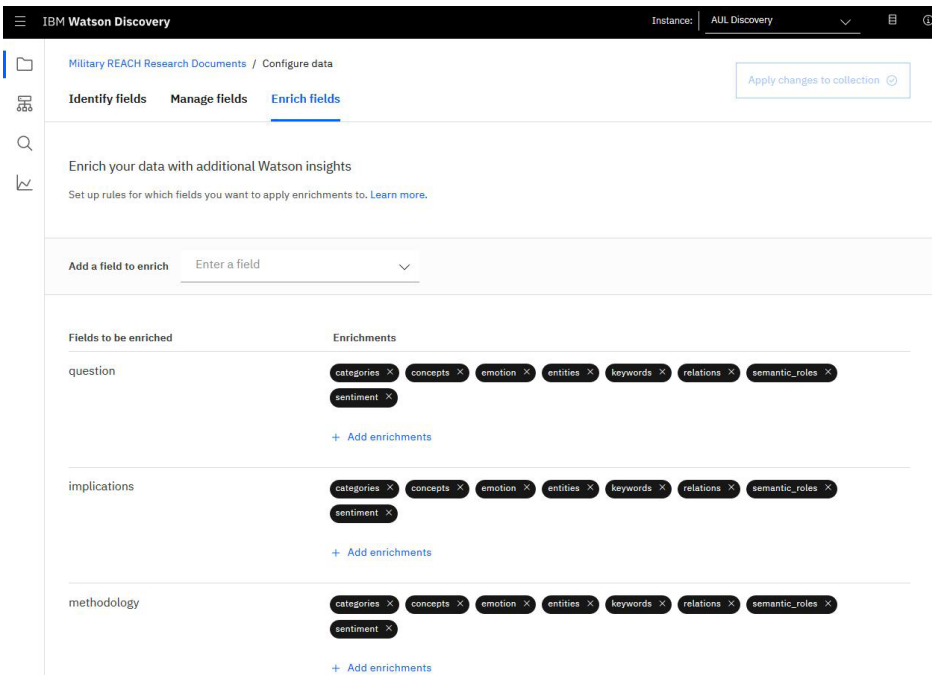 IBM Watson Discovery Instance: AUL Discovery
Military REACH Research Documents / Configure data
Apply changes to collection
Identify fields Manage fields Enrich fields
Enrich your data with additional Watson insights
Set up rules for which fields you want to apply enrichments to. Learn more.
Add a field to enrich Enter a field
Fields to be enriched Enrichments
question categories × concepts × emotion × entities × keywords × relations × semantic_roles ×
sentiment ×
+ Add enrichments
implications categories × concepts × emotion × entities × keywords × relations × semantic_roles ×
sentiment ×
+ Add enrichments
methodology categories × concepts × emotion × entities × keywords × relations × semantic_roles ×
sentiment ×
+ Add enrichments